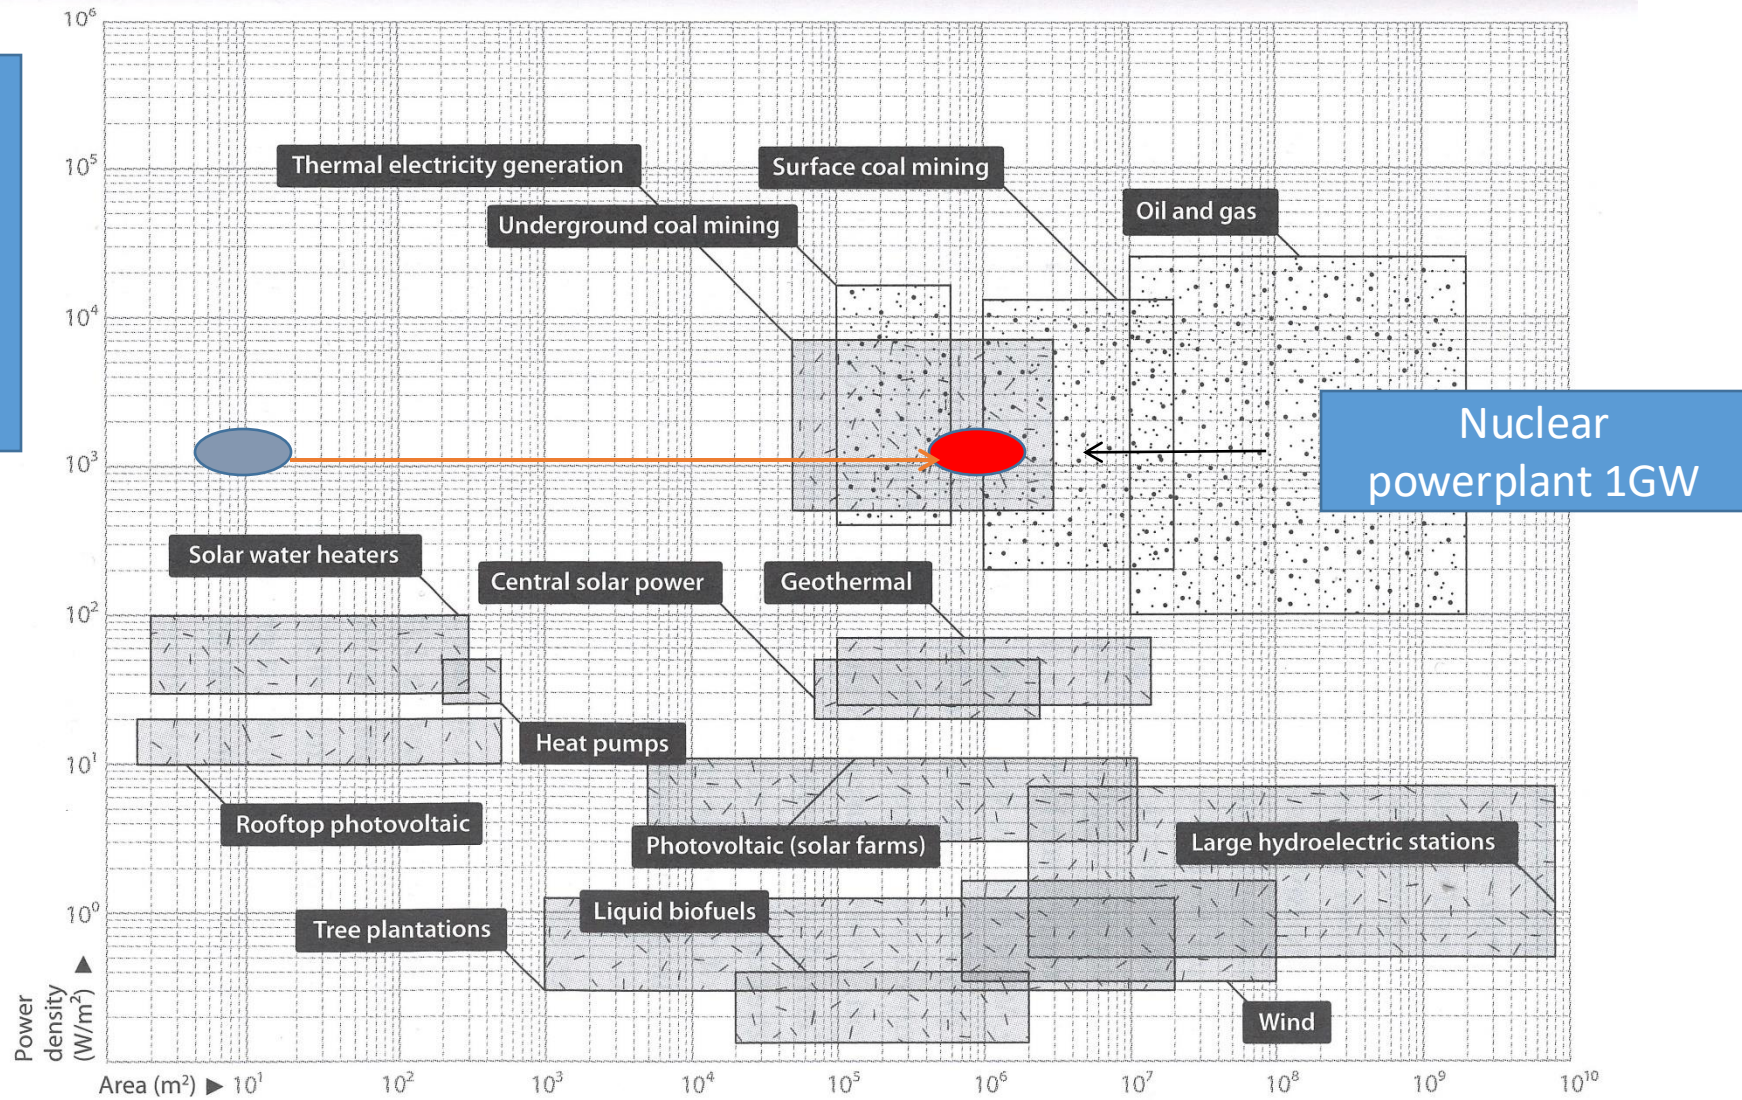 10⁶
Thermal electricity generation
Surface coal mining
10⁵
Underground coal mining
Oil and gas
10⁴
Nuclear
powerplant 1GW
10³
Solar water heaters
Central solar power
Geothermal
10²
Heat pumps
10¹
Rooftop photovoltaic
Photovoltaic (solar farms)
Large hydroelectric stations
10⁰
Liquid biofuels
Tree plantations
Wind
Power
density
(W/m²) ▲
Area (m²) ► 10¹ 10² 10³ 10⁴ 10⁵ 10⁶ 10⁷ 10⁸ 10⁹ 10¹⁰